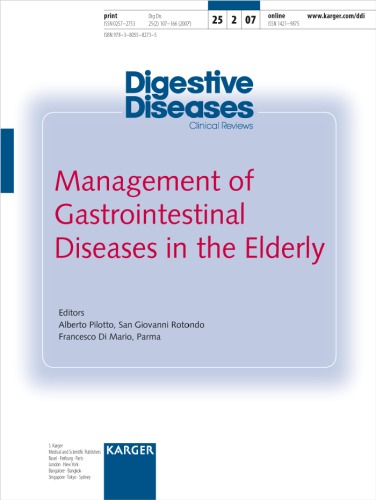 print
ISSN 0257–2753
Dig Dis
25(2) 107–166 (2007)
25 2 07
online
ISSN 1421–9875
www.karger.com/ddi
ISBN 978–3–8055–8273–5
Digestive
Diseases
Clinical Reviews
Management of
Gastrointestinal
Diseases in the Elderly
Editors
Alberto Pilotto, San Giovanni Rotondo
Francesco Di Mario, Parma
S. Karger
Medical and Scientific Publishers
Basel · Freiburg · Paris
London · New York
Bangalore · Bangkok
Singapore · Tokyo · Sydney
KARGER